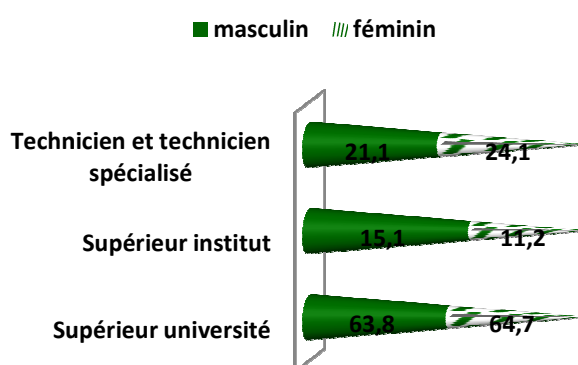 masculin féminin
Technicien et technicien
spécialisé
21,1 24,1
Supérieur institut
15,1 11,2
Supérieur université
63,8 64,7